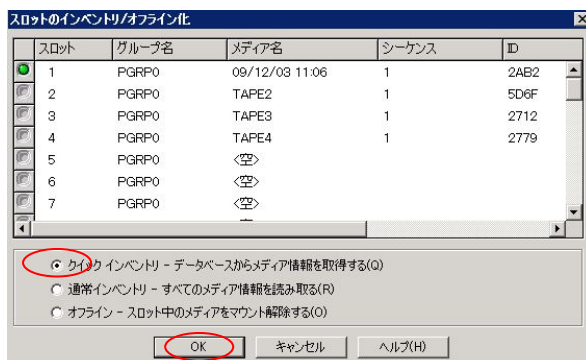 スロットのインベントリ/オフライン化
スロット グループ名 メディア名 シーケンス ID
1 PGRP0 09/12/03 11:06 1 2AB2
2 PGRP0 TAPE2 1 5D6F
3 PGRP0 TAPE3 1 2712
4 PGRP0 TAPE4 1 2779
5 PGRP0 <空>
6 PGRP0 <空>
7 PGRP0 <空>
クイック インベントリ - データベースからメディア情報を取得する(Q)
通常インベントリ - すべてのメディア情報を読み取る(R)
オフライン - スロット中のメディアをマウント解除する(O)
OK キャンセル ヘルプ(H)